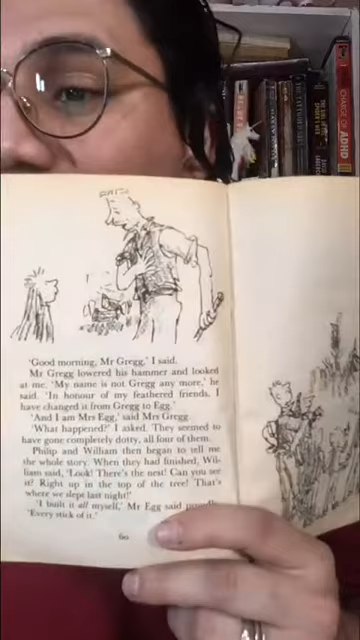 'Good morning, Mr Gregg,' I said.
Mr Gregg lowered his hammer and looked
at me. 'My name is not Gregg any more,' he
said. 'In honour of my feathered friends, I
have changed it from Gregg to Egg.'
'And I am Mrs Egg,' said Mrs Gregg.
'What happened?' I asked. They seemed to
have gone completely dotty, all four of them.
Philip and William then began to tell me
the whole story. When they had finished, Wil-
liam said, 'Look! There's the nest! Can you see
it? Right up in the top of the tree! That's
where we slept last night!'
'I built it all myself,' Mr Egg said
'Every stick of it.'
60
CHARGE OF ADHD